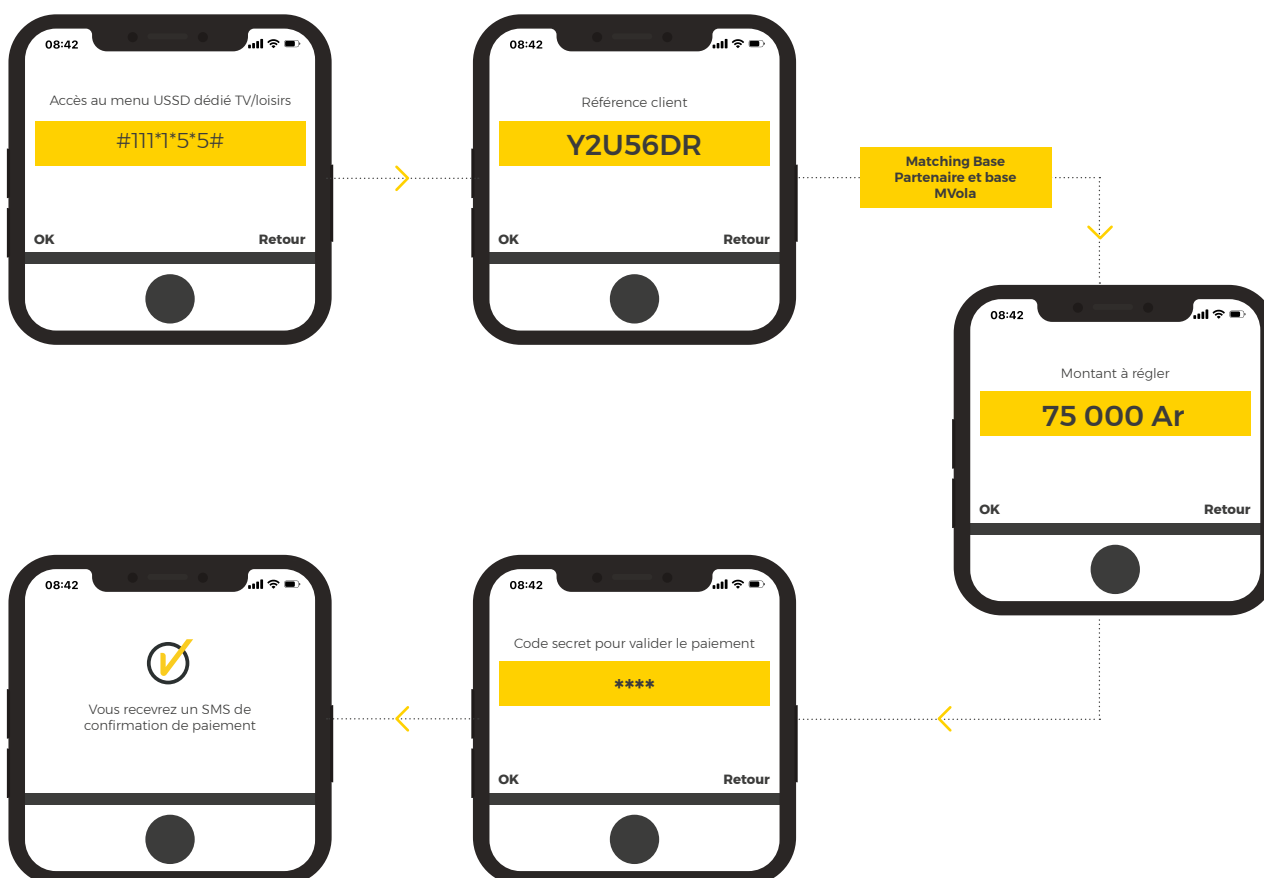 08:42
Accès au menu USSD dédié TV/loisirs
#111*1*5*5#
OK Retour
08:42
Référence client
Y2U56DR
OK Retour
Matching Base
Partenaire et base
MVola
08:42
Montant à régler
75 000 Ar
OK Retour
08:42
Code secret pour valider le paiement
****
OK Retour
08:42
Vous recevrez un SMS de
confirmation de paiement